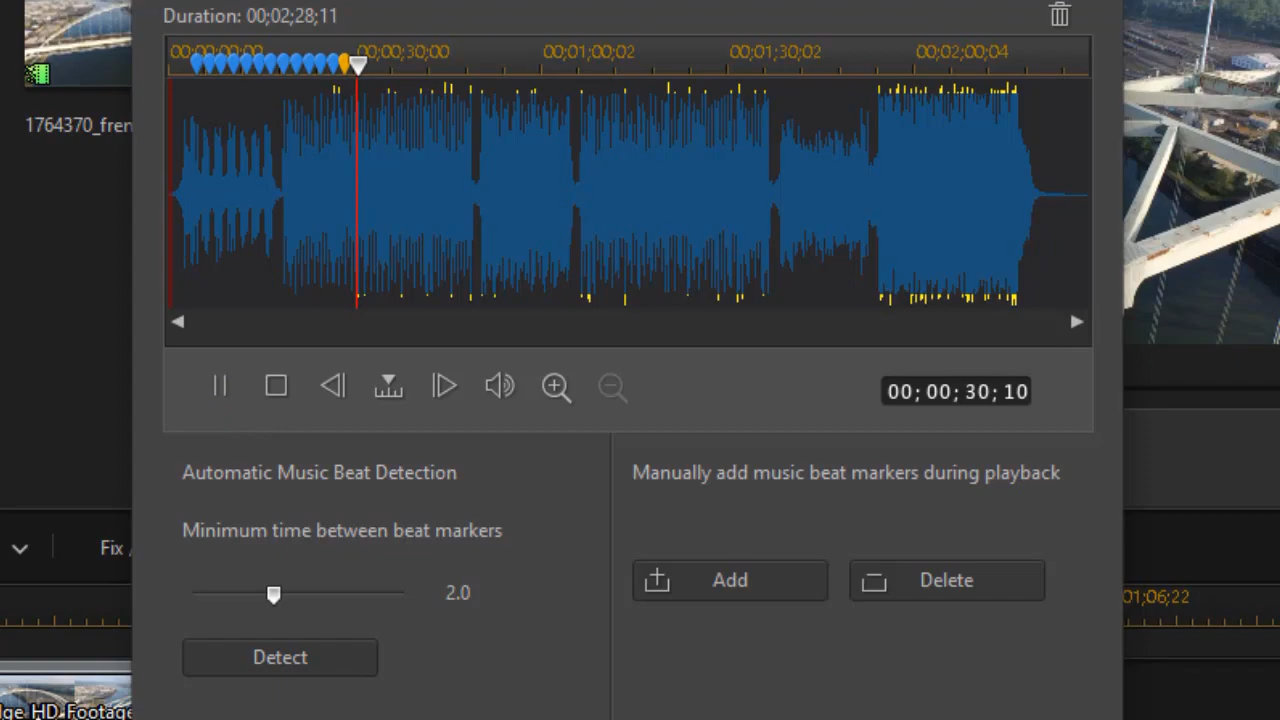 Duration: 00;02;28;11
00;00;00;00 00;00;30;00 00;01;00;02 00;01;30;02 00;02;00;04
1764370_fren
00; 00; 30; 10
Automatic Music Beat Detection
Manually add music beat markers during playback
Minimum time between beat markers
Fix
Add
Delete
2.0
01;06;22
Detect
lge HD Footage